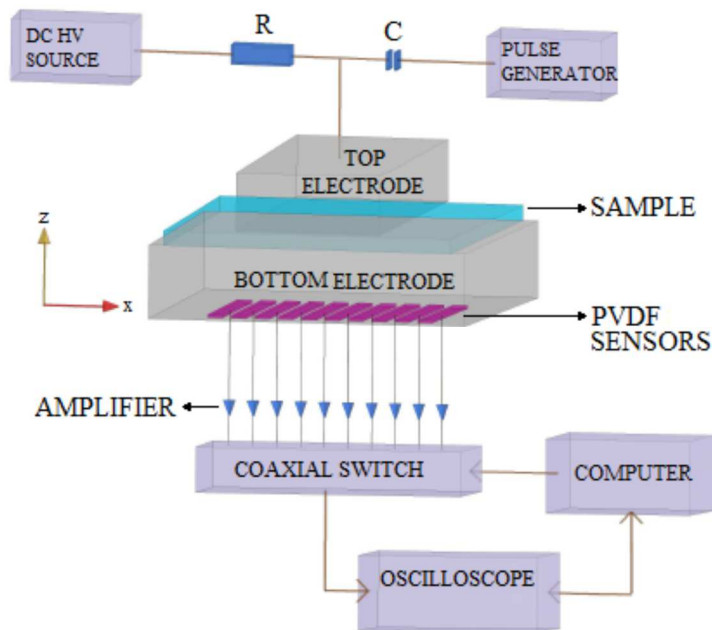 DC HV
SOURCE
R
C
PULSE
GENERATOR
TOP
ELECTRODE
SAMPLE
z
x
BOTTOM ELECTRODE
PVDF
SENSORS
AMPLIFIER
COAXIAL SWITCH
COMPUTER
OSCILLOSCOPE